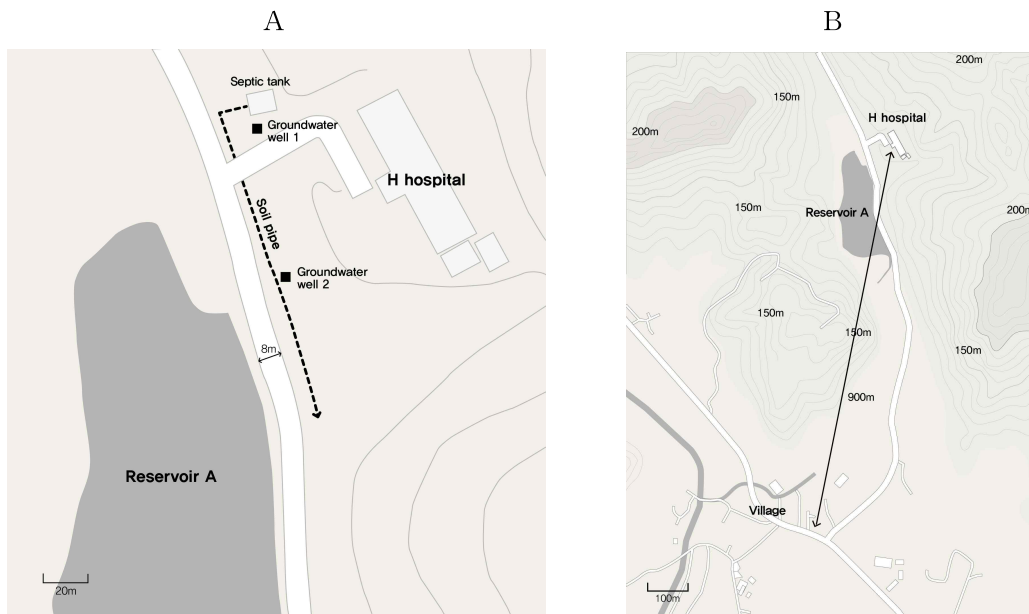 A
Septic tank
Groundwater
well 1
H hospital
Soil pipe
Groundwater
well 2
8m
Reservoir A
20m
B
200m
150m
H hospital
200m
150m
Reservoir A
200m
150m
150m
150m
900m
Village
100m